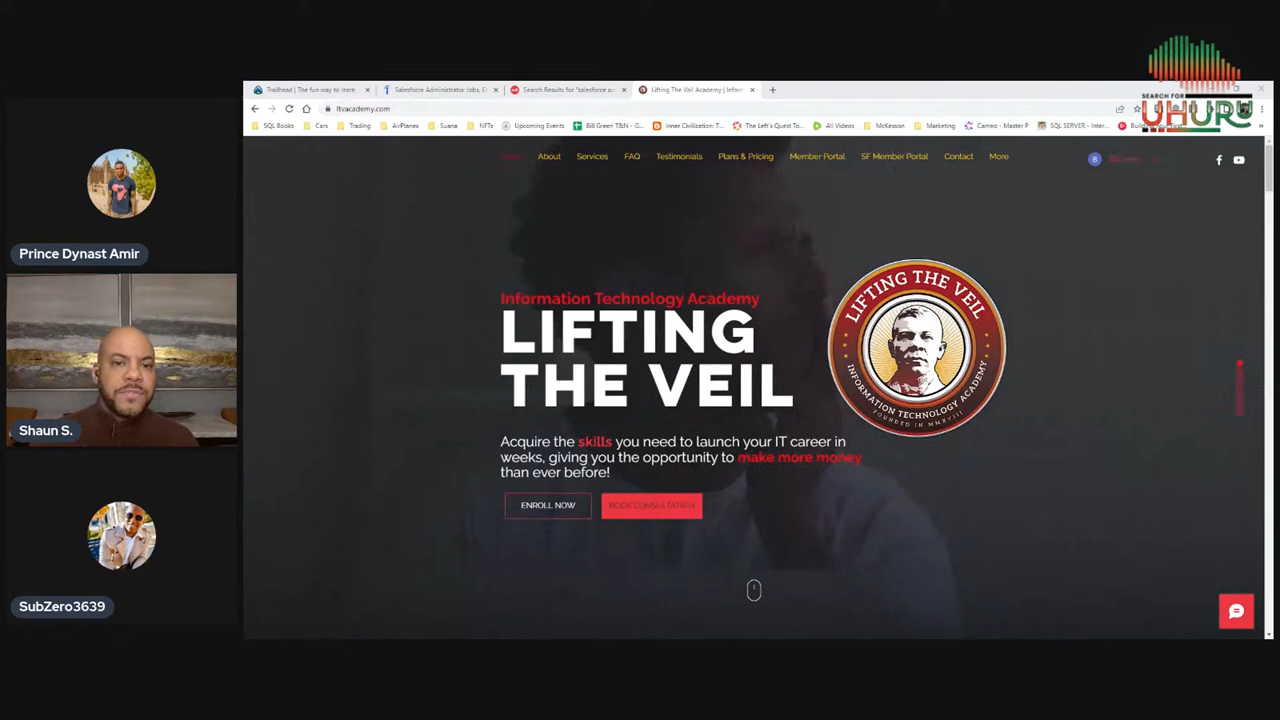 SEARCH FOR
UHURU
Trailhead | The fun way to learn
Salesforce Administrator Jobs, E
Search Results for "salesforce a
Lifting The Veil Academy | Infor
ltvacademy.com
SQL Books
Cars
Trading
AirPlanes
Suana
NFTs
Upcoming Events
Bill Green T&N - G...
Inner Civilization: T...
The Left's Quest To...
All Videos
McKesson
Marketing
Cameo - Master P
SQL SERVER - Inter...
About
Services
FAQ
Testimonials
Plans & Pricing
Member Portal
SF Member Portal
Contact
More
B
Prince Dynast Amir
Shaun S.
SubZero3639
Information Technology Academy
LIFTING
THE VEIL
LIFTING THE VEIL
INFORMATION TECHNOLOGY ACADEMY
FOUNDED IN MMXVIII
Acquire the skills you need to launch your IT career in
weeks, giving you the opportunity to make more money
than ever before!
ENROLL NOW
BOOK CONSULTATION